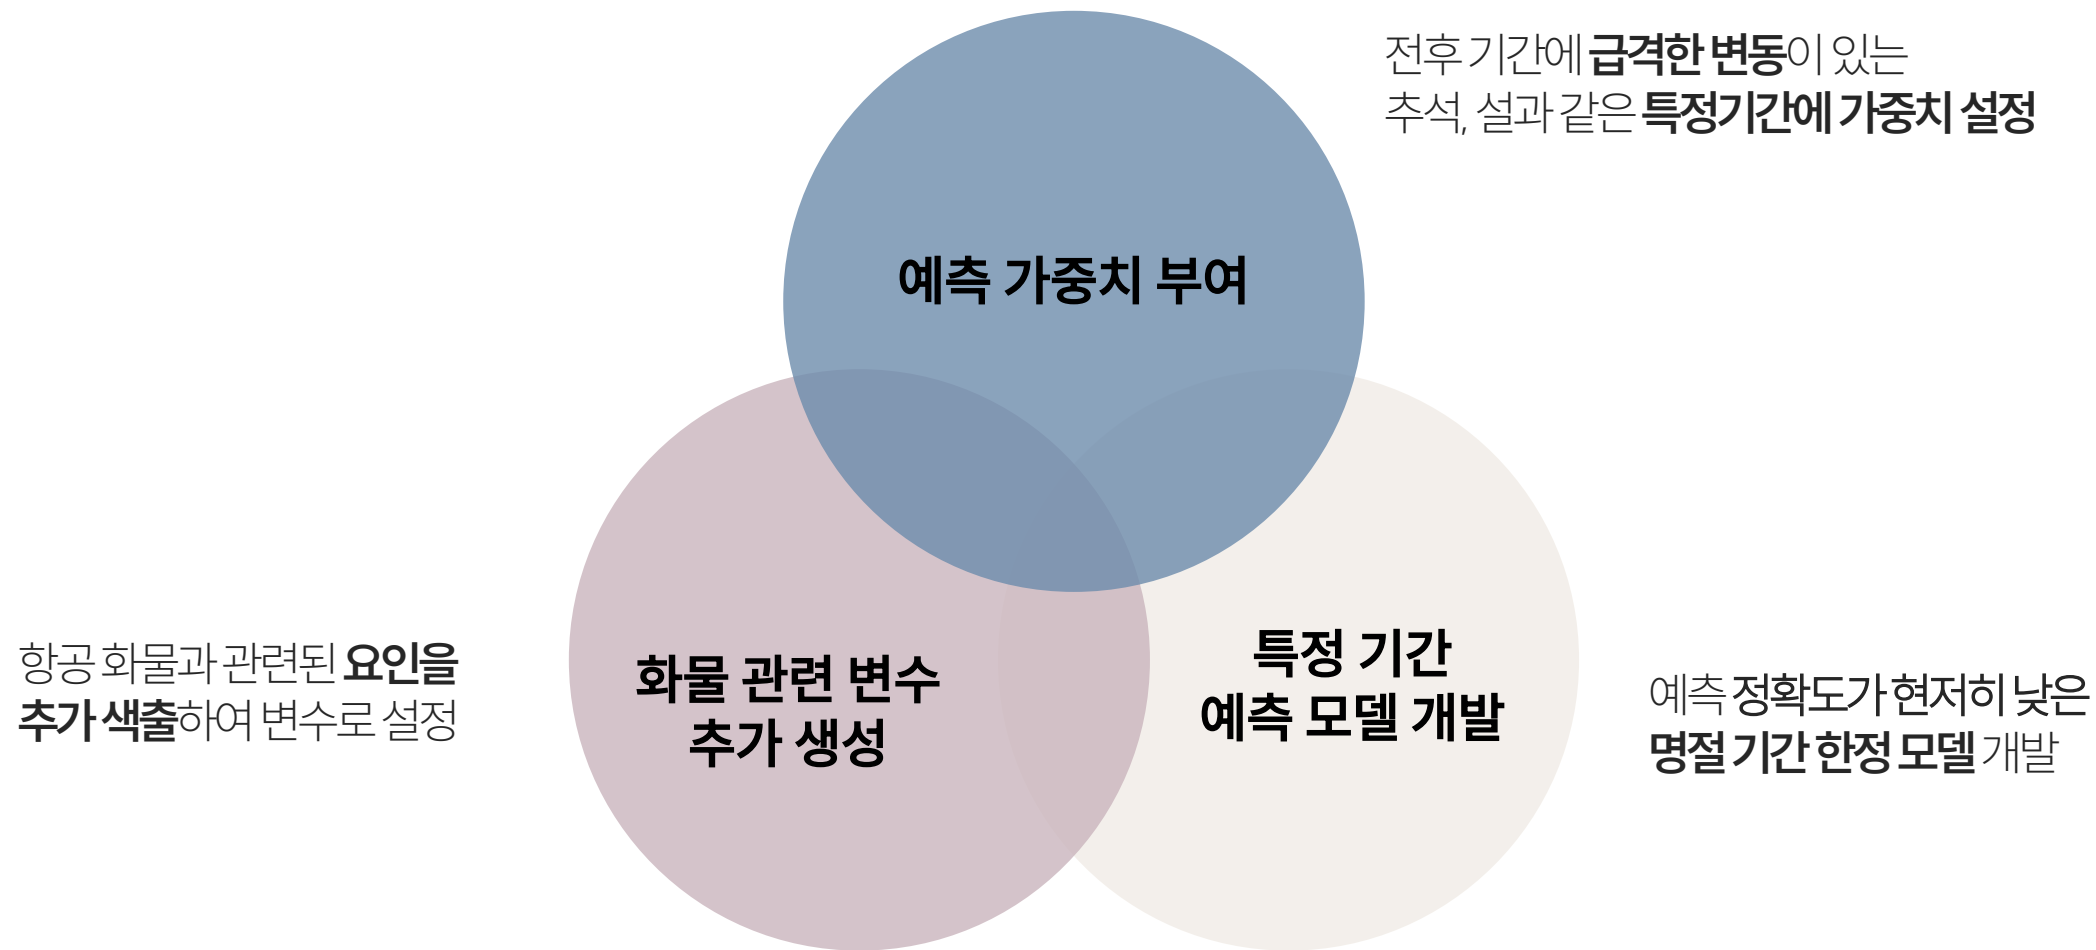 전후 기간에 급격한 변동이 있는
추석, 설과 같은 특정기간에 가중치 설정
예측 가중치 부여
항공 화물과 관련된 요인을
추가 색출하여 변수로 설정
화물 관련 변수
추가 생성
특정 기간
예측 모델 개발
예측 정확도가 현저히 낮은
명절 기간 한정 모델 개발